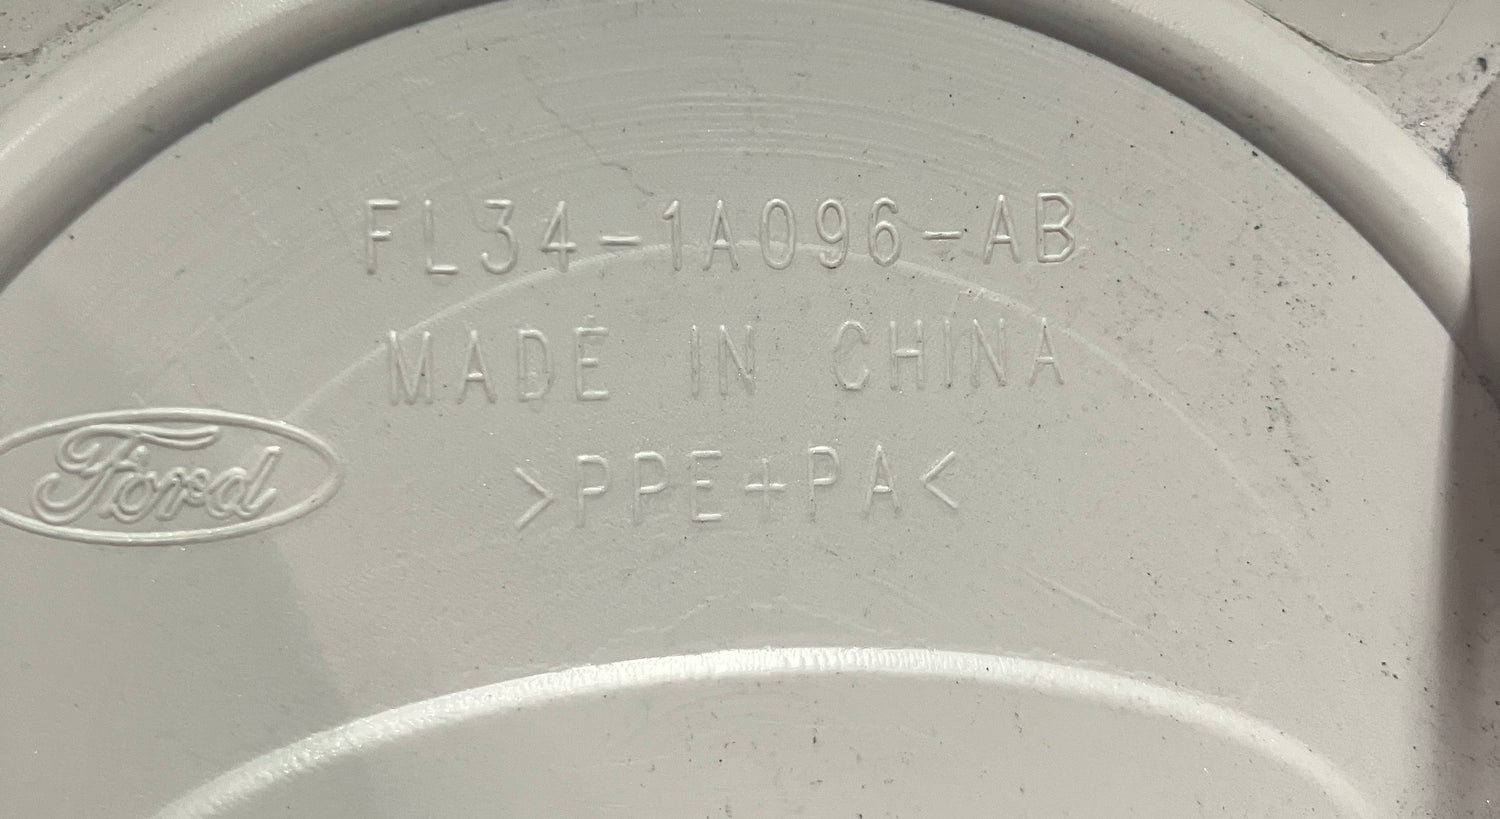 FL34-1A096-AB
MADE IN CHINA
Ford
>PPE+PA<